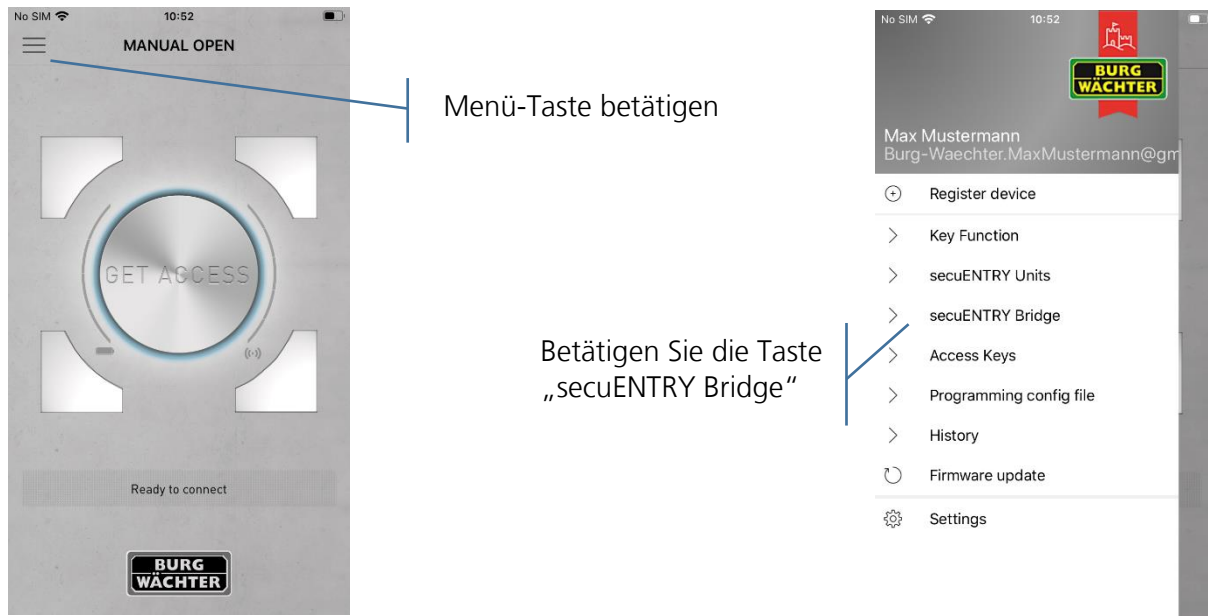 No SIM 10:52
MANUAL OPEN
GET ACCESS
Ready to connect
BURG
WÄCHTER
Menü-Taste betätigen
Betätigen Sie die Taste
„secuENTRY Bridge“
No SIM 10:52
BURG
WÄCHTER
Max Mustermann
Burg-Waechter.MaxMustermann@gm
Register device
Key Function
secuENTRY Units
secuENTRY Bridge
Access Keys
Programming config file
History
Firmware update
Settings